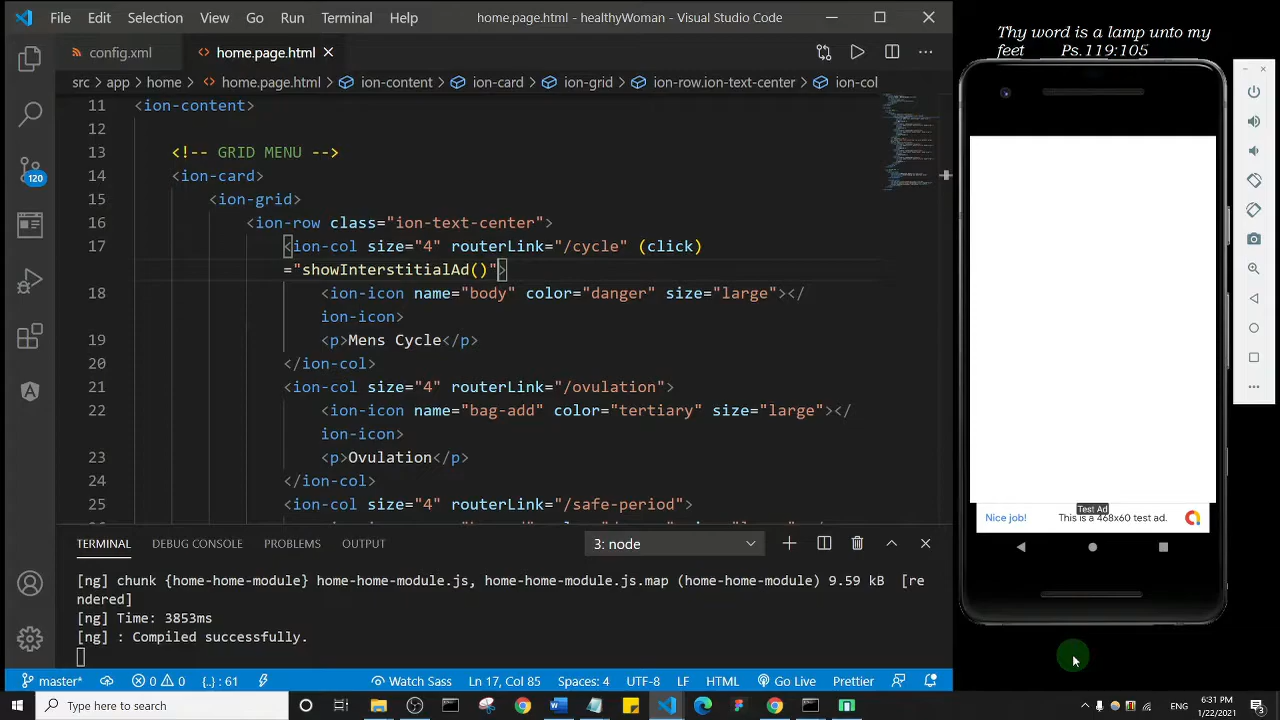 File Edit Selection View Go Run Terminal Help home.page.html - healthyWoman - Visual Studio Code
Thy word is a lamp unto my
feet Ps.119:105
config.xml home.page.html
src app home home.page.html ion-content ion-card ion-grid ion-row.ion-text-center ion-col
11 <ion-content>
12
13 <!-- GRID MENU -->
14 <ion-card>
15 <ion-grid>
16 <ion-row class="ion-text-center">
17 <ion-col size="4" routerLink="/cycle" (click)
="showInterstitialAd()">
18 <ion-icon name="body" color="danger" size="large"></
ion-icon>
19 <p>Mens Cycle</p>
20 </ion-col>
21 <ion-col size="4" routerLink="/ovulation">
22 <ion-icon name="bag-add" color="tertiary" size="large"></
ion-icon>
23 <p>Ovulation</p>
24 </ion-col>
25 <ion-col size="4" routerLink="/safe-period">
120
Test Ad
Nice job! This is a 468x60 test ad.
TERMINAL DEBUG CONSOLE PROBLEMS OUTPUT 3: node
[ng] chunk {home-home-module} home-home-module.js, home-home-module.js.map (home-home-module) 9.59 kB [re
ndered]
[ng] Time: 3853ms
[ng] : Compiled successfully.
master* 0 0 {..}: 61 Watch Sass Ln 17, Col 85 Spaces: 4 UTF-8 LF HTML Go Live Prettier
Type here to search
6:31 PM
1/22/2021